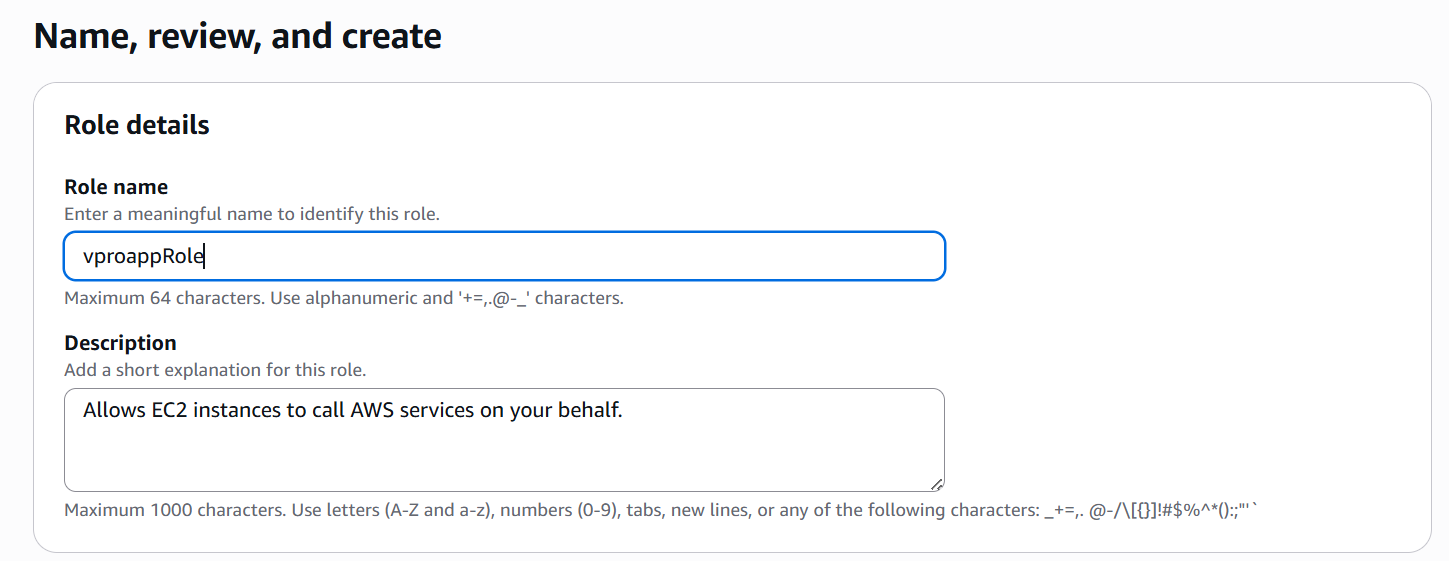 Name, review, and create
Role details
Role name
Enter a meaningful name to identify this role.
vproappRole
Maximum 64 characters. Use alphanumeric and '+=,.@-_' characters.
Description
Add a short explanation for this role.
Allows EC2 instances to call AWS services on your behalf.
Maximum 1000 characters. Use letters (A-Z and a-z), numbers (0-9), tabs, new lines, or any of the following characters: _+=,. @-/\[{}]!#$%^*():;"'`